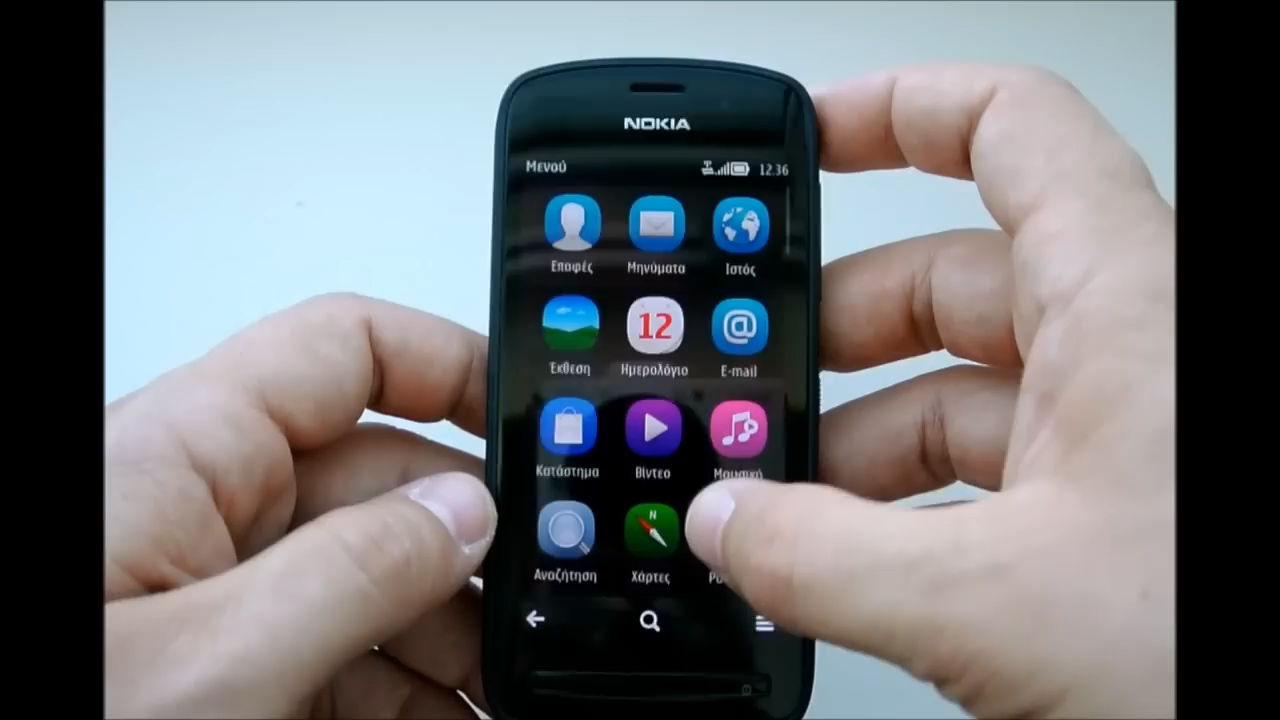 NOKIA
Μενού 12.36
Επαφές Μηνύματα Ιστός
12 @
Έκθεση Ημερολόγιο E-mail
Κατάστημα Βίντεο Μουσική
N
Αναζήτηση Χάρτες